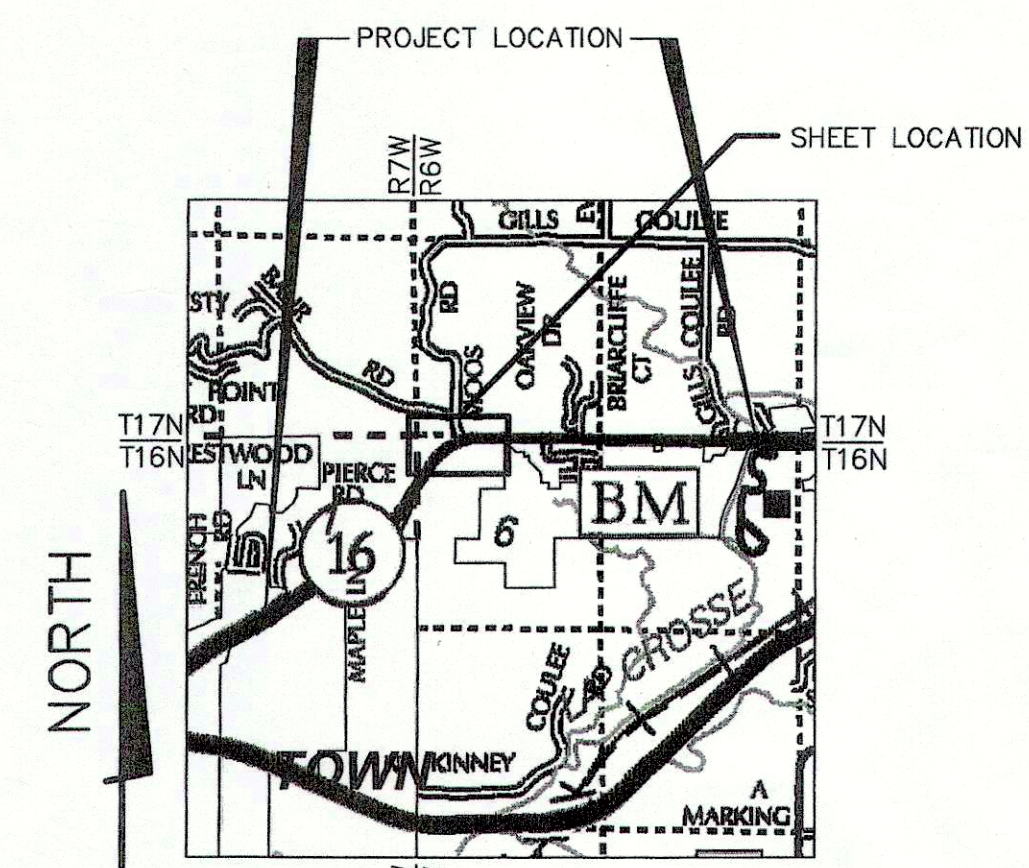 PROJECT LOCATION
SHEET LOCATION
R7W
R6W
GILLS COULEE
RD
MOOS
OAKVIEW
DR
BRIARCLIFFE
CT
GILLS COULEE
RD
RD
POINT
RD
T17N
T16N
T17N
T16N
LN
PIERCE
RD
BM
6
16
FRENCH
RD
MAPLE LN
NORTH
CROSSE
COULEE
RD
TOWN
KINNEY
A
MARKING